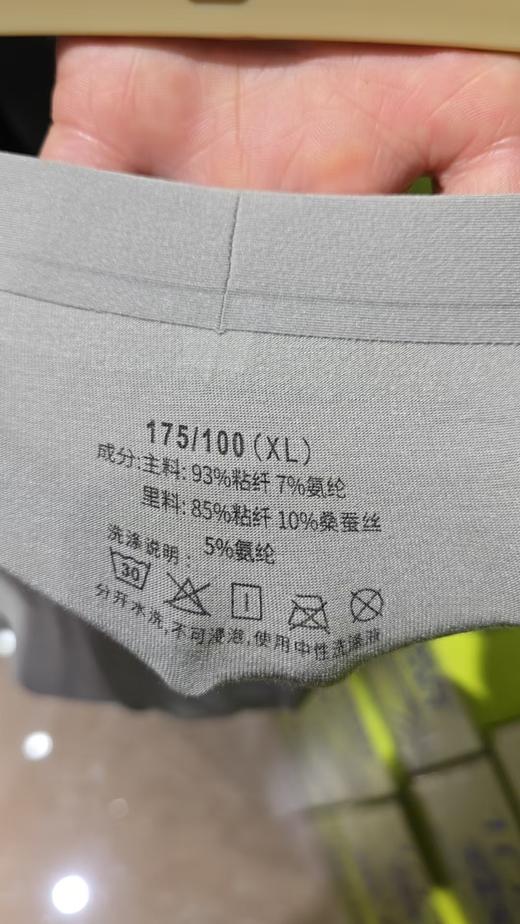 175/100(XL)
成分:主料: 93%粘纤 7%氨纶
里料: 85%粘纤 10%桑蚕丝
5%氨纶
洗涤说明:
30
分开水洗,不可浸泡,使用中性洗涤液